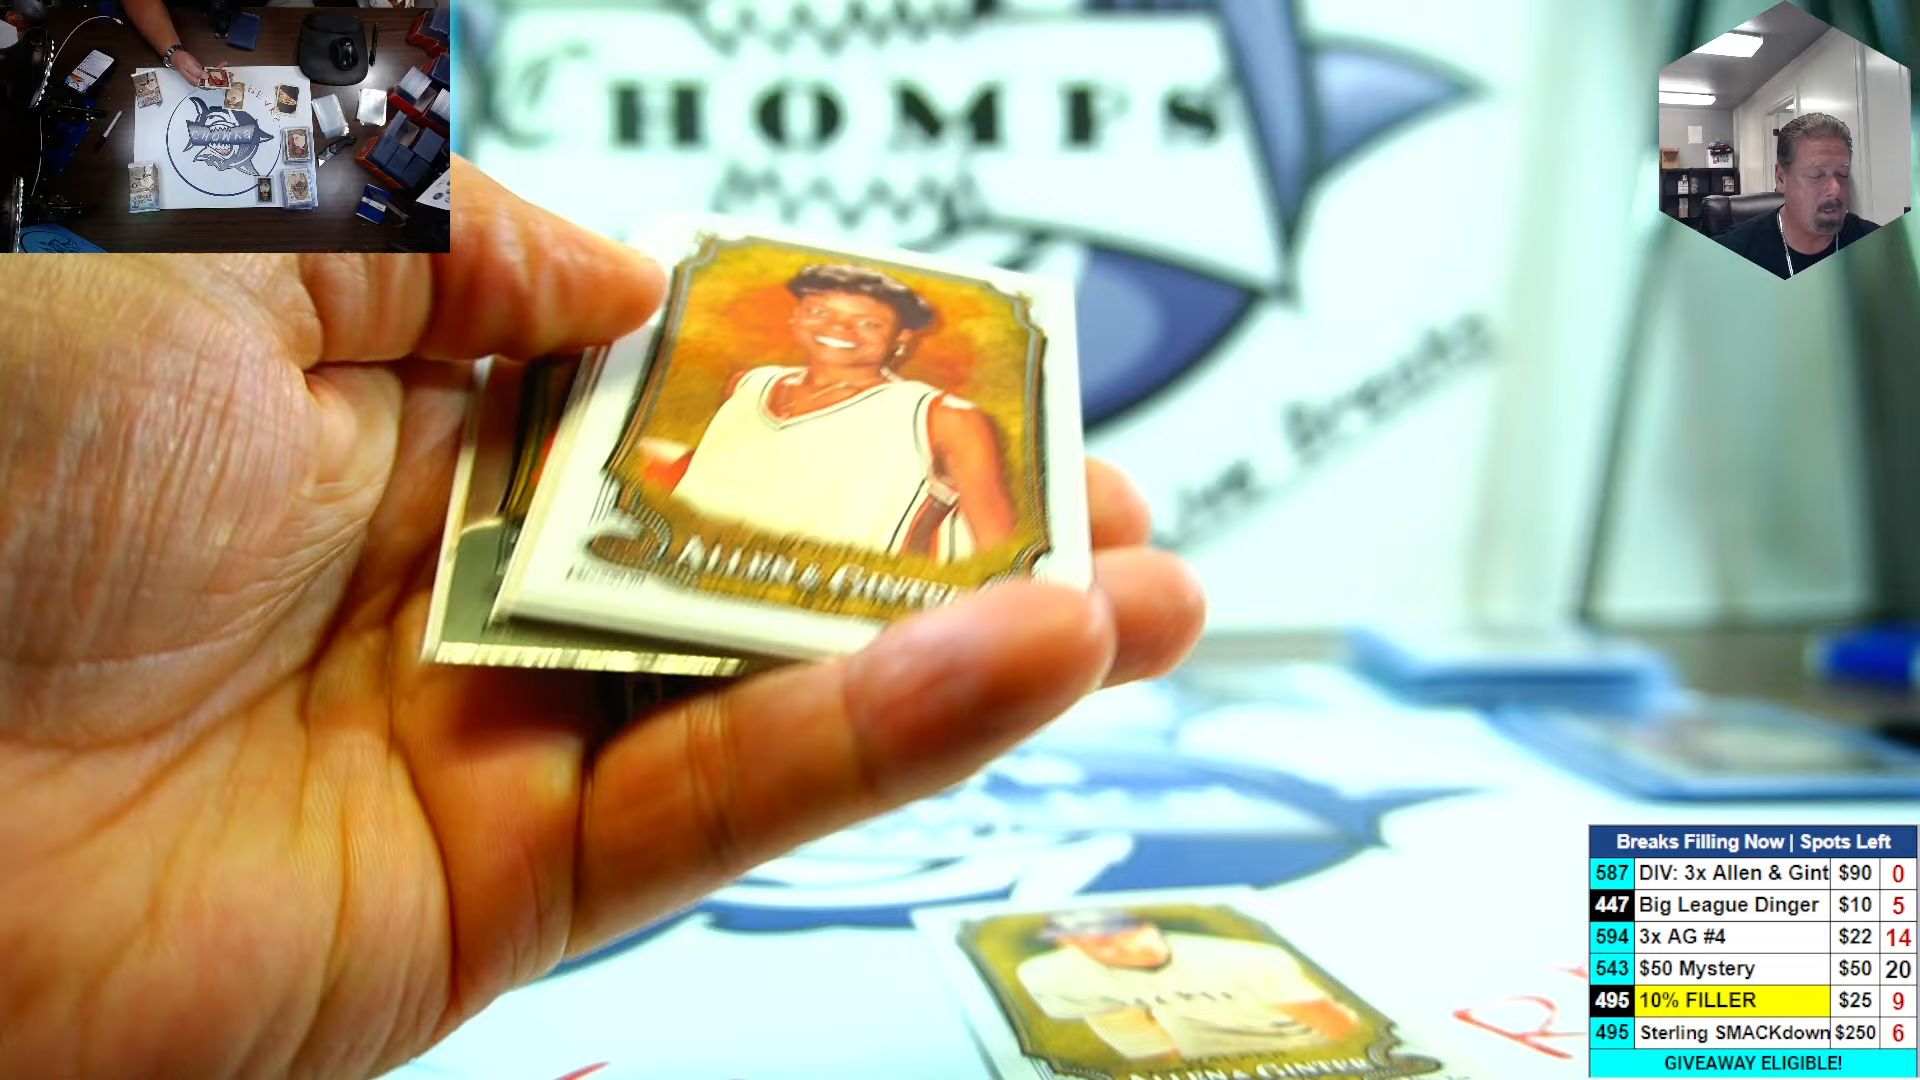 CHOMPS
ALLEN & GINTER
ALLEN & GINTER
Breaks Filling Now | Spots Left
587 DIV: 3x Allen & Gint $90 0
447 Big League Dinger $10 5
594 3x AG #4 $22 14
543 $50 Mystery $50 20
495 10% FILLER $25 9
495 Sterling SMACKdown $250 6
GIVEAWAY ELIGIBLE!